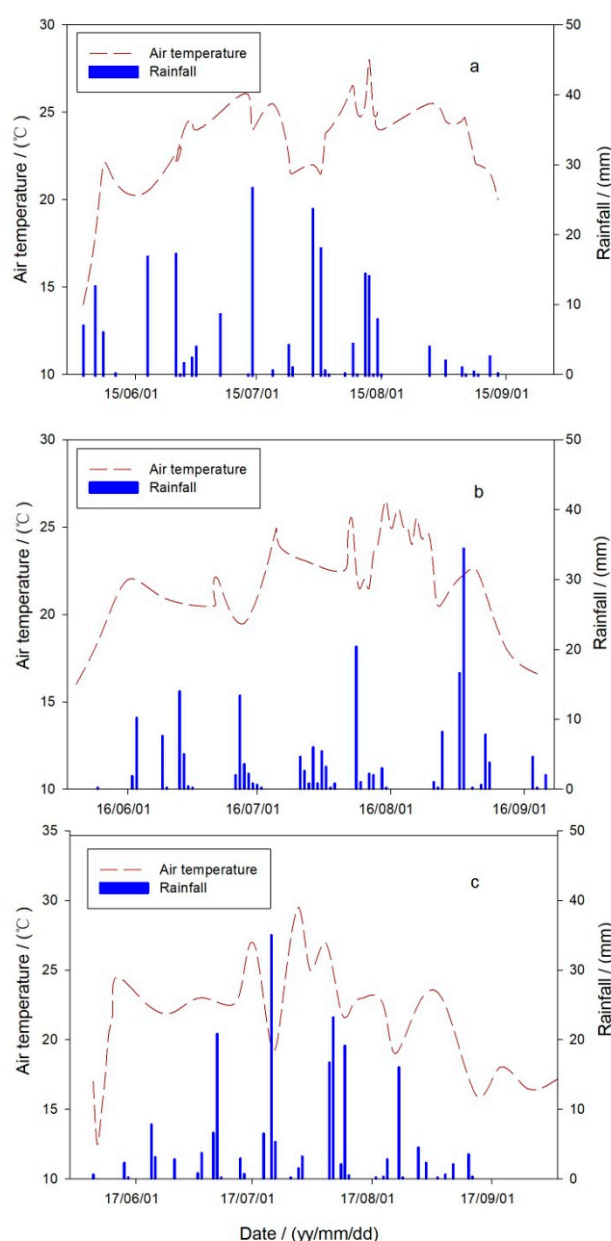 30
50
Air temperature
Rainfall
a
25
40
20
30
20
15
10
10
0
Air temperature / (℃)
Rainfall / (mm)
15/06/01 15/07/01 15/08/01 15/09/01
30
50
Air temperature
Rainfall
b
25
40
20
30
20
15
10
10
0
Air temperature / (℃)
Rainfall / (mm)
16/06/01 16/07/01 16/08/01 16/09/01
35
50
Air temperature
Rainfall
c
30
40
25
30
20
20
15
10
10
0
Air temperature / (℃)
Rainfall / (mm)
17/06/01 17/07/01 17/08/01 17/09/01
Date / (yy/mm/dd)